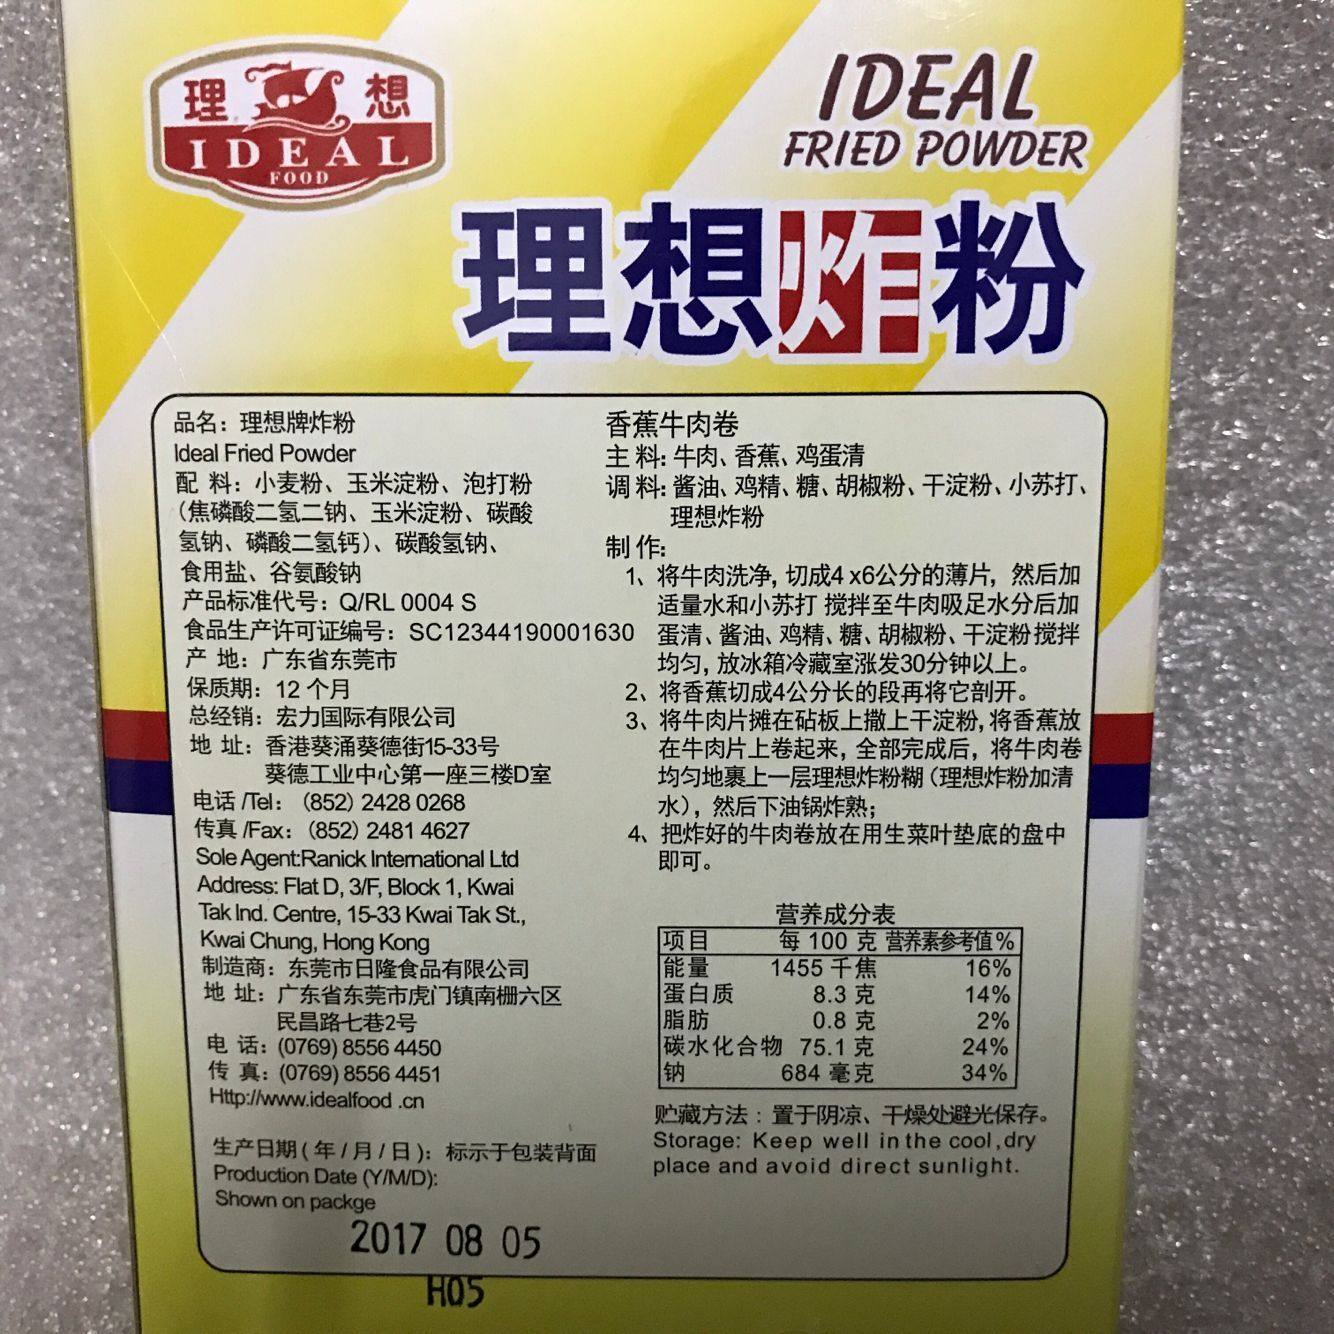 理 想
IDEAL
FOOD
IDEAL
FRIED POWDER
理想炸粉
品名：理想牌炸粉
Ideal Fried Powder
配 料：小麦粉、玉米淀粉、泡打粉
（焦磷酸二氢二钠、玉米淀粉、碳酸
氢钠、磷酸二氢钙）、碳酸氢钠、
食用盐、谷氨酸钠
产品标准代号：Q/RL 0004 S
食品生产许可证编号：SC12344190001630
产 地：广东省东莞市
保质期：12 个月
总经销：宏力国际有限公司
地 址：香港葵涌葵德街15-33号
葵德工业中心第一座三楼D室
电话 /Tel：（852）2428 0268
传真 /Fax：（852）2481 4627
Sole Agent:Ranick International Ltd
Address: Flat D, 3/F, Block 1, Kwai
Tak Ind. Centre, 15-33 Kwai Tak St.,
Kwai Chung, Hong Kong
制造商：东莞市日隆食品有限公司
地 址：广东省东莞市虎门镇南栅六区
民昌路七巷2号
电 话：(0769) 8556 4450
传 真：(0769) 8556 4451
Http://www.idealfood .cn
生产日期 ( 年 / 月 / 日 )：标示于包装背面
Production Date (Y/M/D):
Shown on packge
2017 08 05
H05
香蕉牛肉卷
主 料: 牛肉、香蕉、鸡蛋清
调 料: 酱油、鸡精、糖、胡椒粉、干淀粉、小苏打、
理想炸粉
制 作:
1、将牛肉洗净, 切成4 x6公分的薄片, 然后加
适量水和小苏打 搅拌至牛肉吸足水分后加
蛋清、酱油、鸡精、糖、胡椒粉、干淀粉搅拌
均匀, 放冰箱冷藏室涨发30分钟以上。
2、将香蕉切成4公分长的段再将它剖开。
3、将牛肉片摊在砧板上撒上干淀粉, 将香蕉放
在牛肉片上卷起来, 全部完成后, 将牛肉卷
均匀地裹上一层理想炸粉糊（理想炸粉加清
水），然后下油锅炸熟；
4、把炸好的牛肉卷放在用生菜叶垫底的盘中
即可。
营养成分表
项目 每 100 克 营养素参考值%
能量 1455 千焦 16%
蛋白质 8.3 克 14%
脂肪 0.8 克 2%
碳水化合物 75.1 克 24%
钠 684 毫克 34%
贮藏方法：置于阴凉、干燥处避光保存。
Storage: Keep well in the cool,dry
place and avoid direct sunlight.